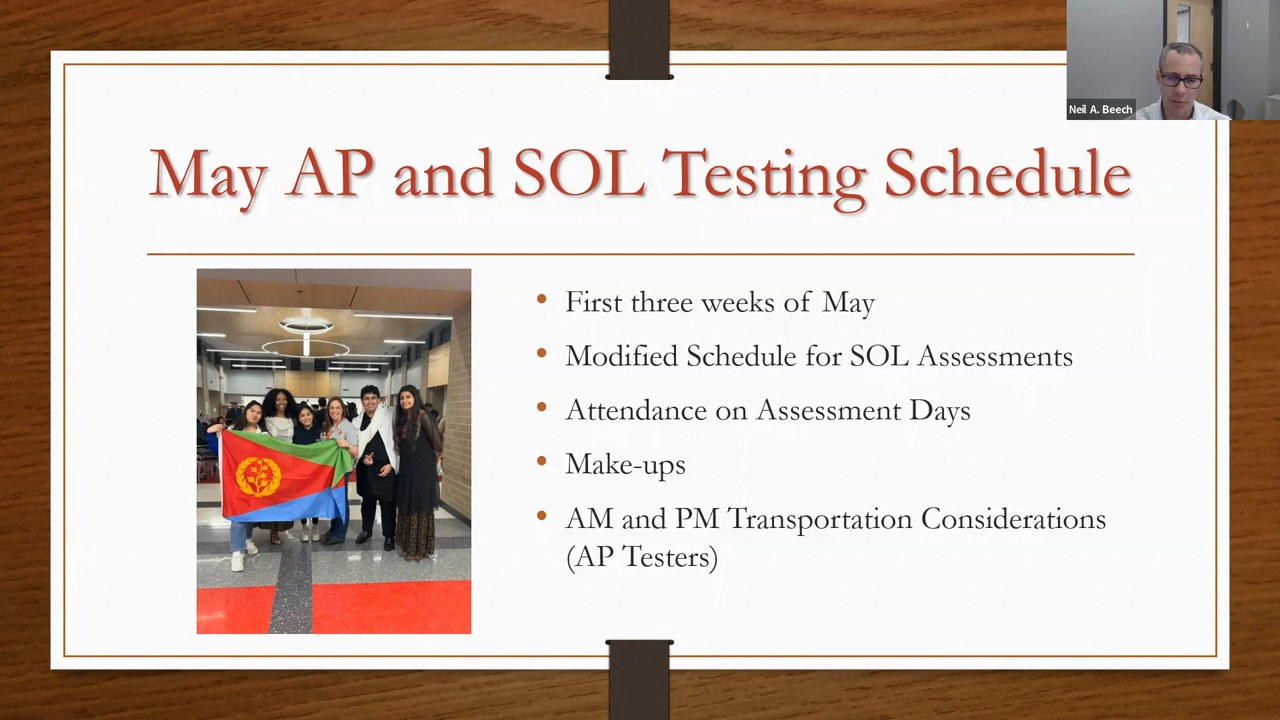 Neil A. Beech
May AP and SOL Testing Schedule
• First three weeks of May
• Modified Schedule for SOL Assessments
• Attendance on Assessment Days
• Make-ups
• AM and PM Transportation Considerations
(AP Testers)